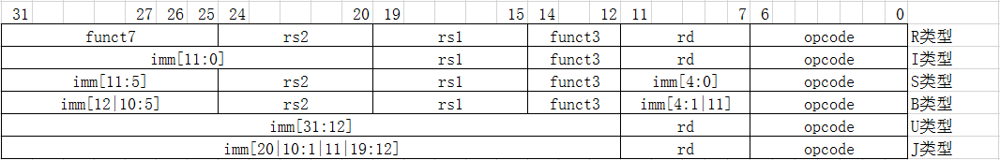 31 27 26 25 24 20 19 15 14 12 11 7 6 0
funct7 rs2 rs1 funct3 rd opcode R类型
imm[11:0] rs1 funct3 rd opcode I类型
imm[11:5] rs2 rs1 funct3 imm[4:0] opcode S类型
imm[12|10:5] rs2 rs1 funct3 imm[4:1|11] opcode B类型
imm[31:12] rd opcode U类型
imm[20|10:1|11|19:12] rd opcode J类型